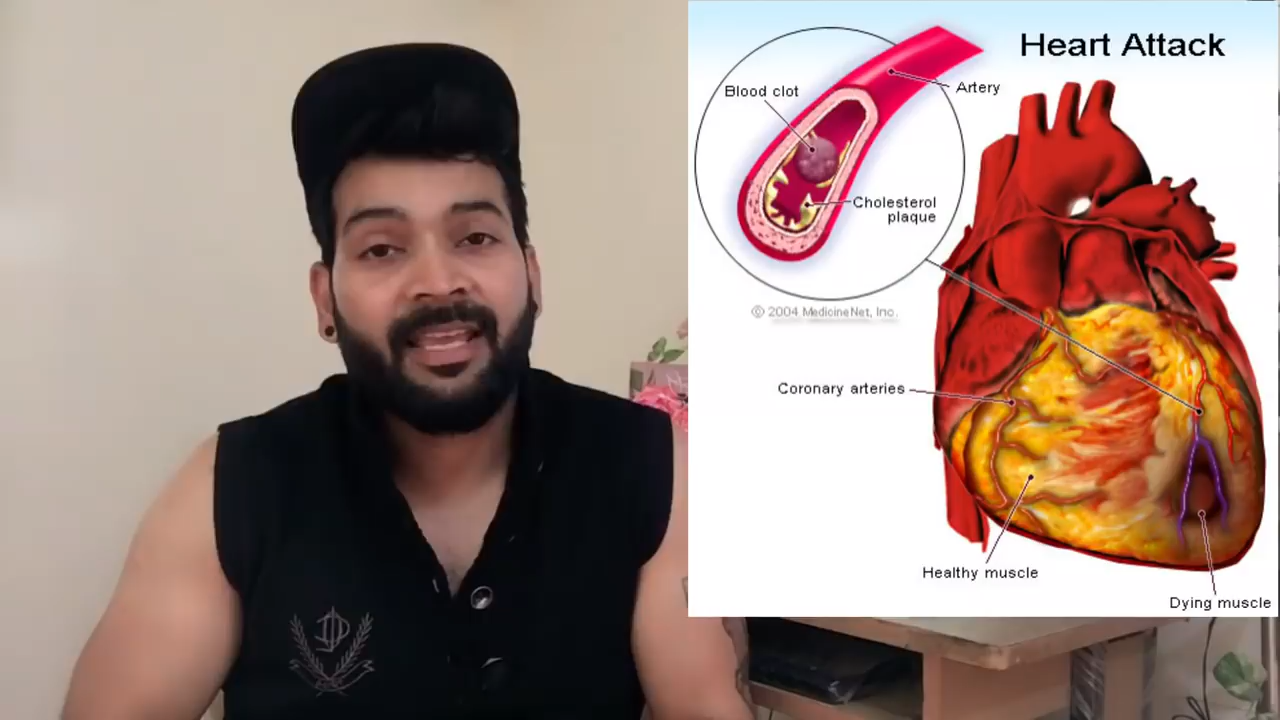 Heart Attack
Blood clot
Artery
Cholesterol
plaque
© 2004 MedicineNet, Inc.
Coronary arteries
Healthy muscle
Dying muscle